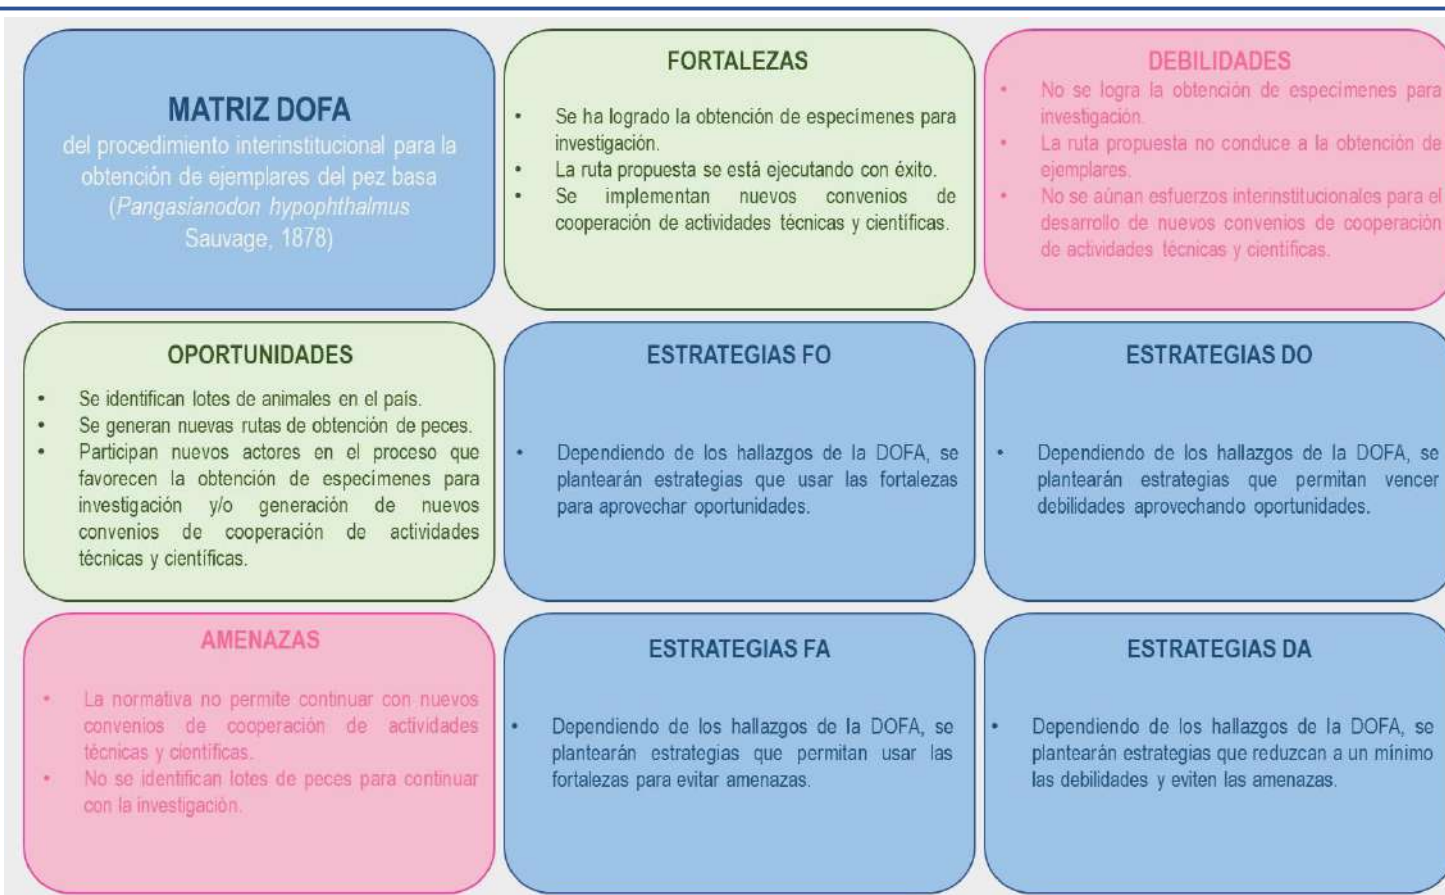 MATRIZ DOFA
del procedimiento interinstitucional para la
obtención de ejemplares del pez basa
(Pangasianodon hypophthalmus
Sauvage, 1878)
FORTALEZAS
• Se ha logrado la obtención de especímenes para
investigación.
• La ruta propuesta se está ejecutando con éxito.
• Se implementan nuevos convenios de
cooperación de actividades técnicas y científicas.
DEBILIDADES
• No se logra la obtención de especímenes para
investigación.
• La ruta propuesta no conduce a la obtención de
ejemplares.
• No se aúnan esfuerzos interinstitucionales para el
desarrollo de nuevos convenios de cooperación
de actividades técnicas y científicas.
OPORTUNIDADES
• Se identifican lotes de animales en el país.
• Se generan nuevas rutas de obtención de peces.
• Participan nuevos actores en el proceso que
favorecen la obtención de especímenes para
investigación y/o generación de nuevos
convenios de cooperación de actividades
técnicas y científicas.
ESTRATEGIAS FO
• Dependiendo de los hallazgos de la DOFA, se
plantearán estrategias que usar las fortalezas
para aprovechar oportunidades.
ESTRATEGIAS DO
• Dependiendo de los hallazgos de la DOFA, se
plantearán estrategias que permitan vencer
debilidades aprovechando oportunidades.
AMENAZAS
• La normativa no permite continuar con nuevos
convenios de cooperación de actividades
técnicas y científicas.
• No se identifican lotes de peces para continuar
con la investigación.
ESTRATEGIAS FA
• Dependiendo de los hallazgos de la DOFA, se
plantearán estrategias que permitan usar las
fortalezas para evitar amenazas.
ESTRATEGIAS DA
• Dependiendo de los hallazgos de la DOFA, se
plantearán estrategias que reduzcan a un mínimo
las debilidades y eviten las amenazas.